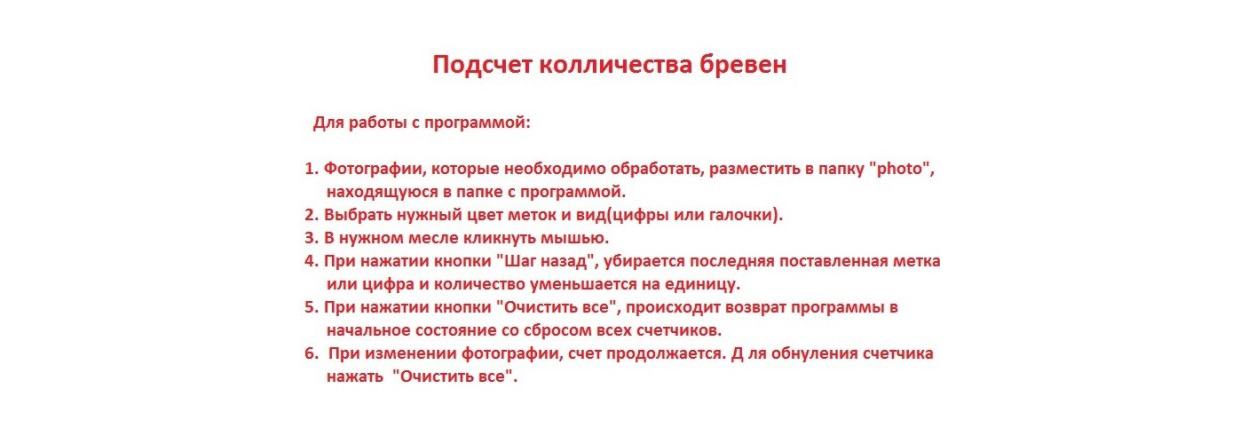 Подсчет колличества бревен
Для работы с программой:
1. Фотографии, которые необходимо обработать, разместить в папку "photo",
находящуюся в папке с программой.
2. Выбрать нужный цвет меток и вид(цифры или галочки).
3. В нужном месле кликнуть мышью.
4. При нажатии кнопки "Шаг назад", убирается последняя поставленная метка
или цифра и количество уменьшается на единицу.
5. При нажатии кнопки "Очистить все", происходит возврат программы в
начальное состояние со сбросом всех счетчиков.
6. При изменении фотографии, счет продолжается. Д ля обнуления счетчика
нажать "Очистить все".